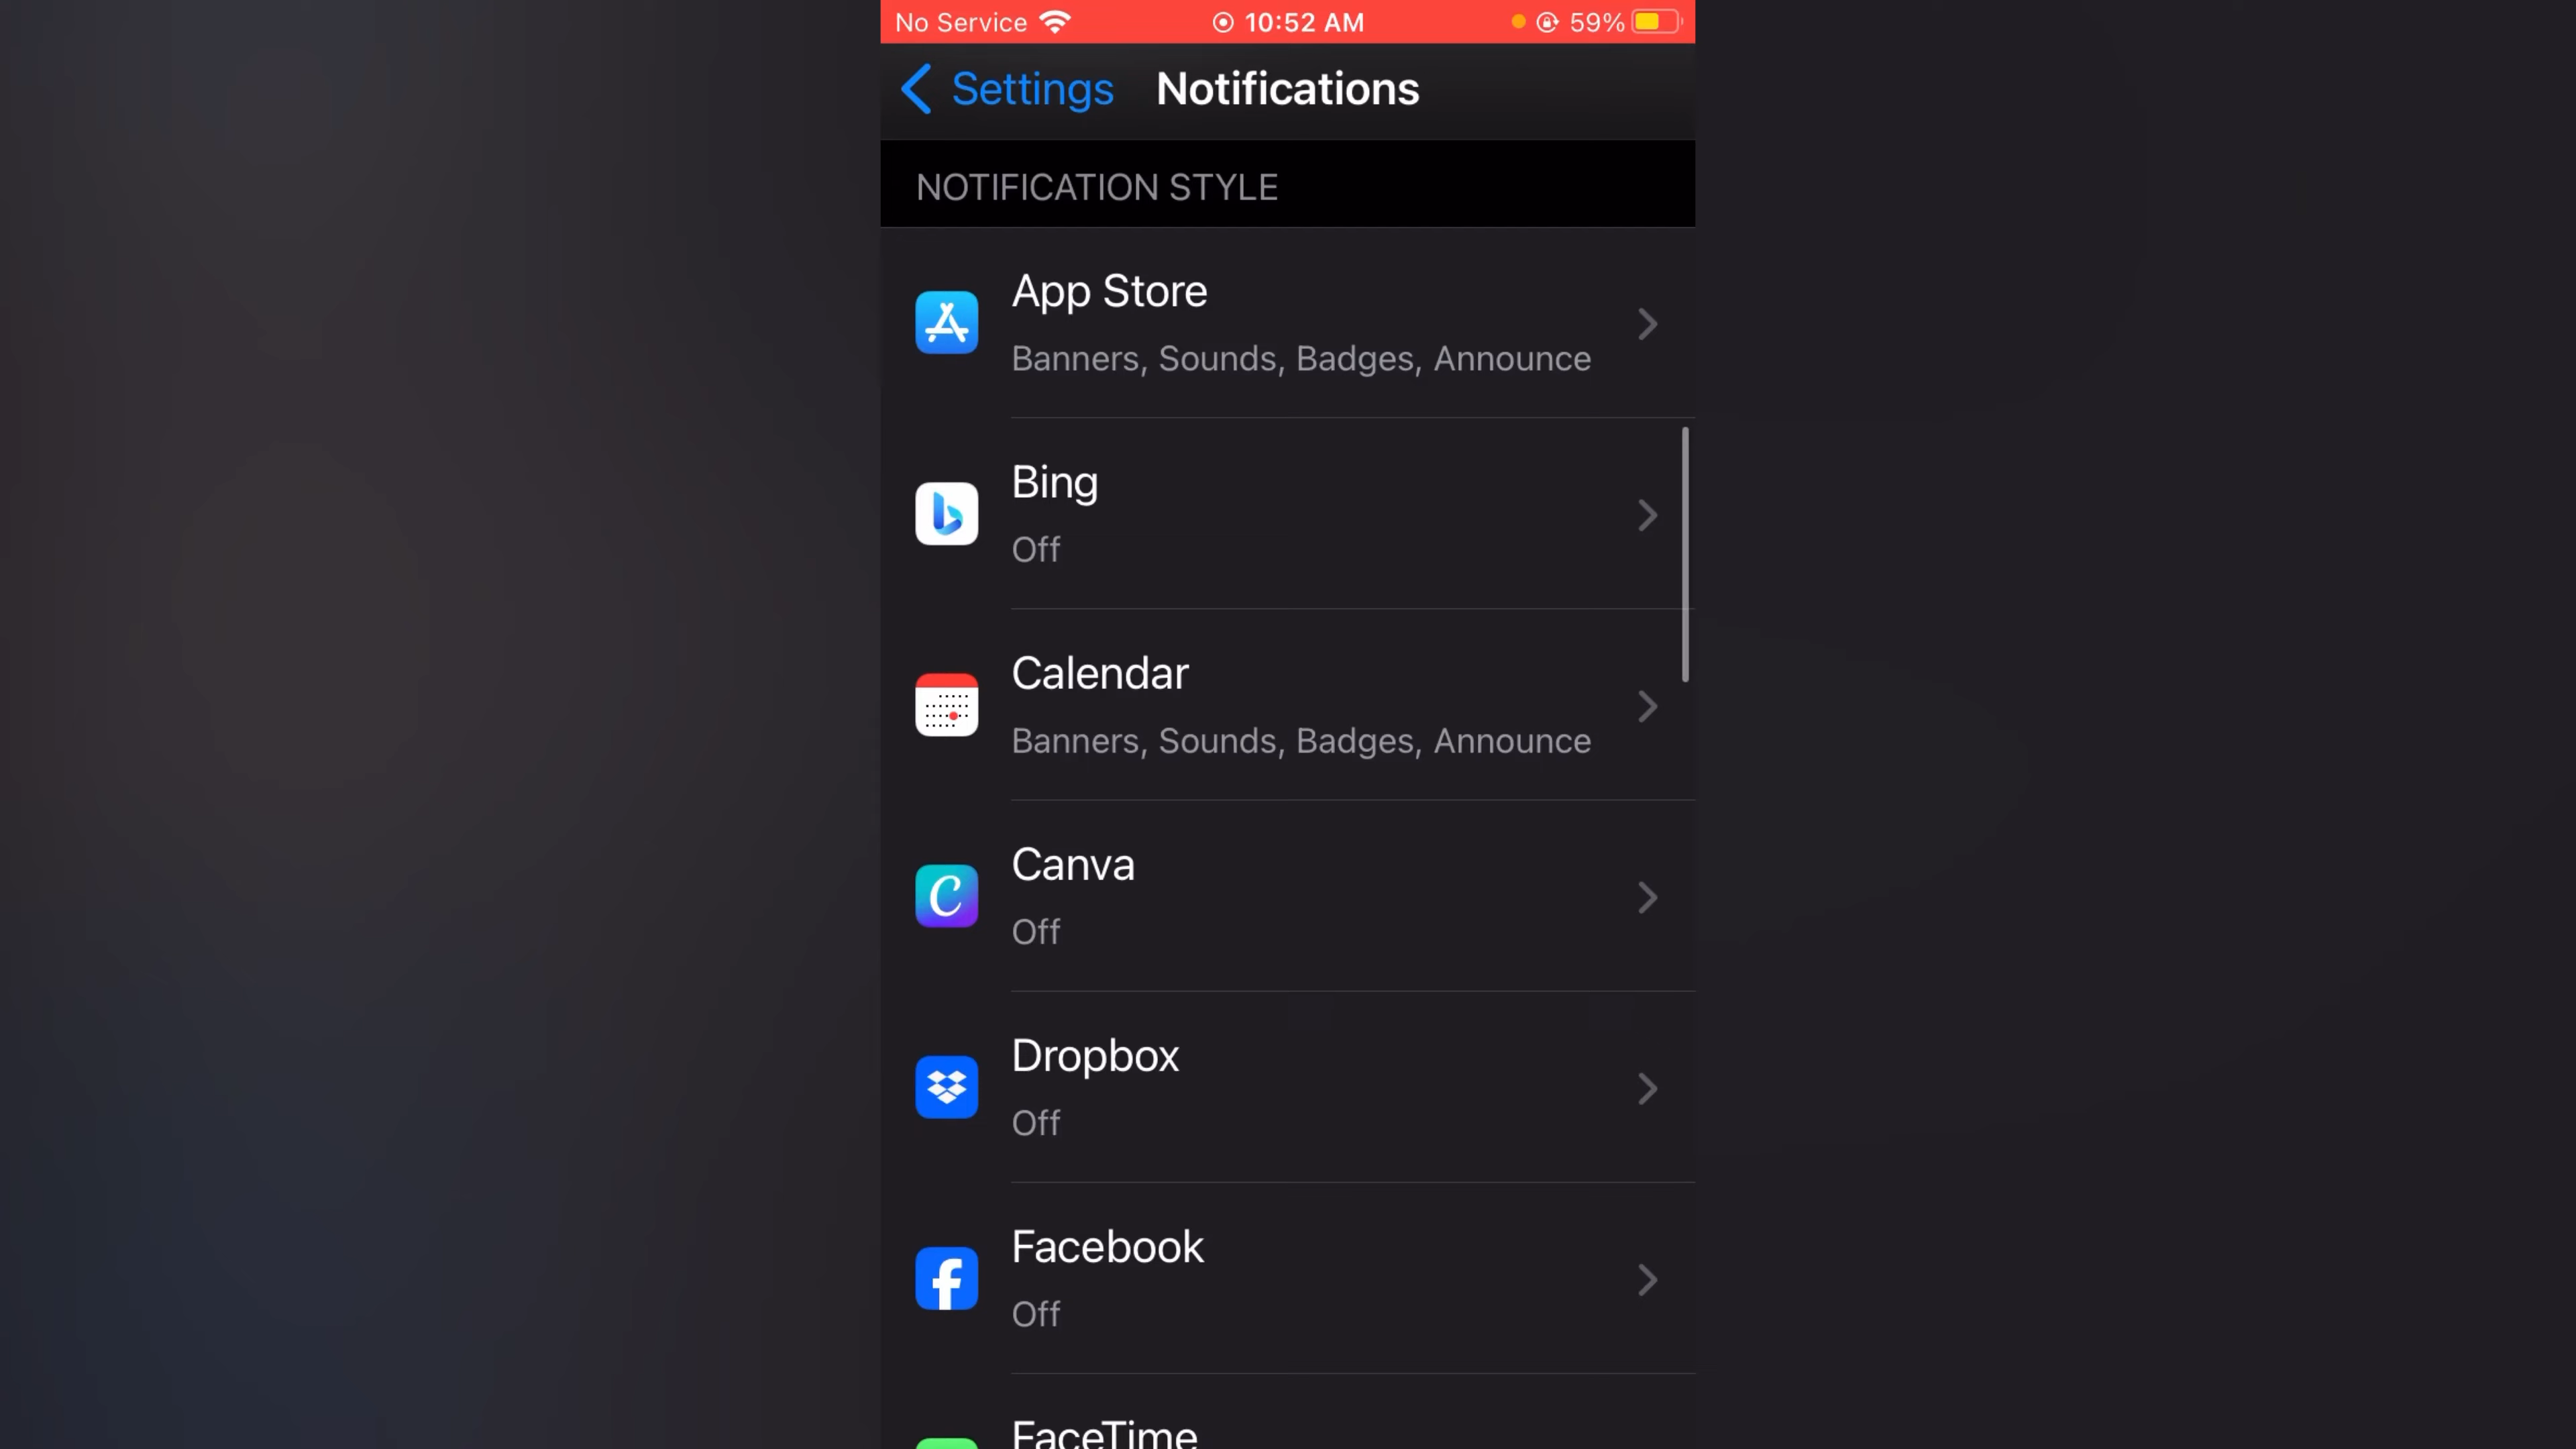 No Service 10:52 AM 59%
Settings Notifications
NOTIFICATION STYLE
App Store
Banners, Sounds, Badges, Announce
Bing
Off
Calendar
Banners, Sounds, Badges, Announce
Canva
Off
Dropbox
Off
Facebook
Off
FaceTime